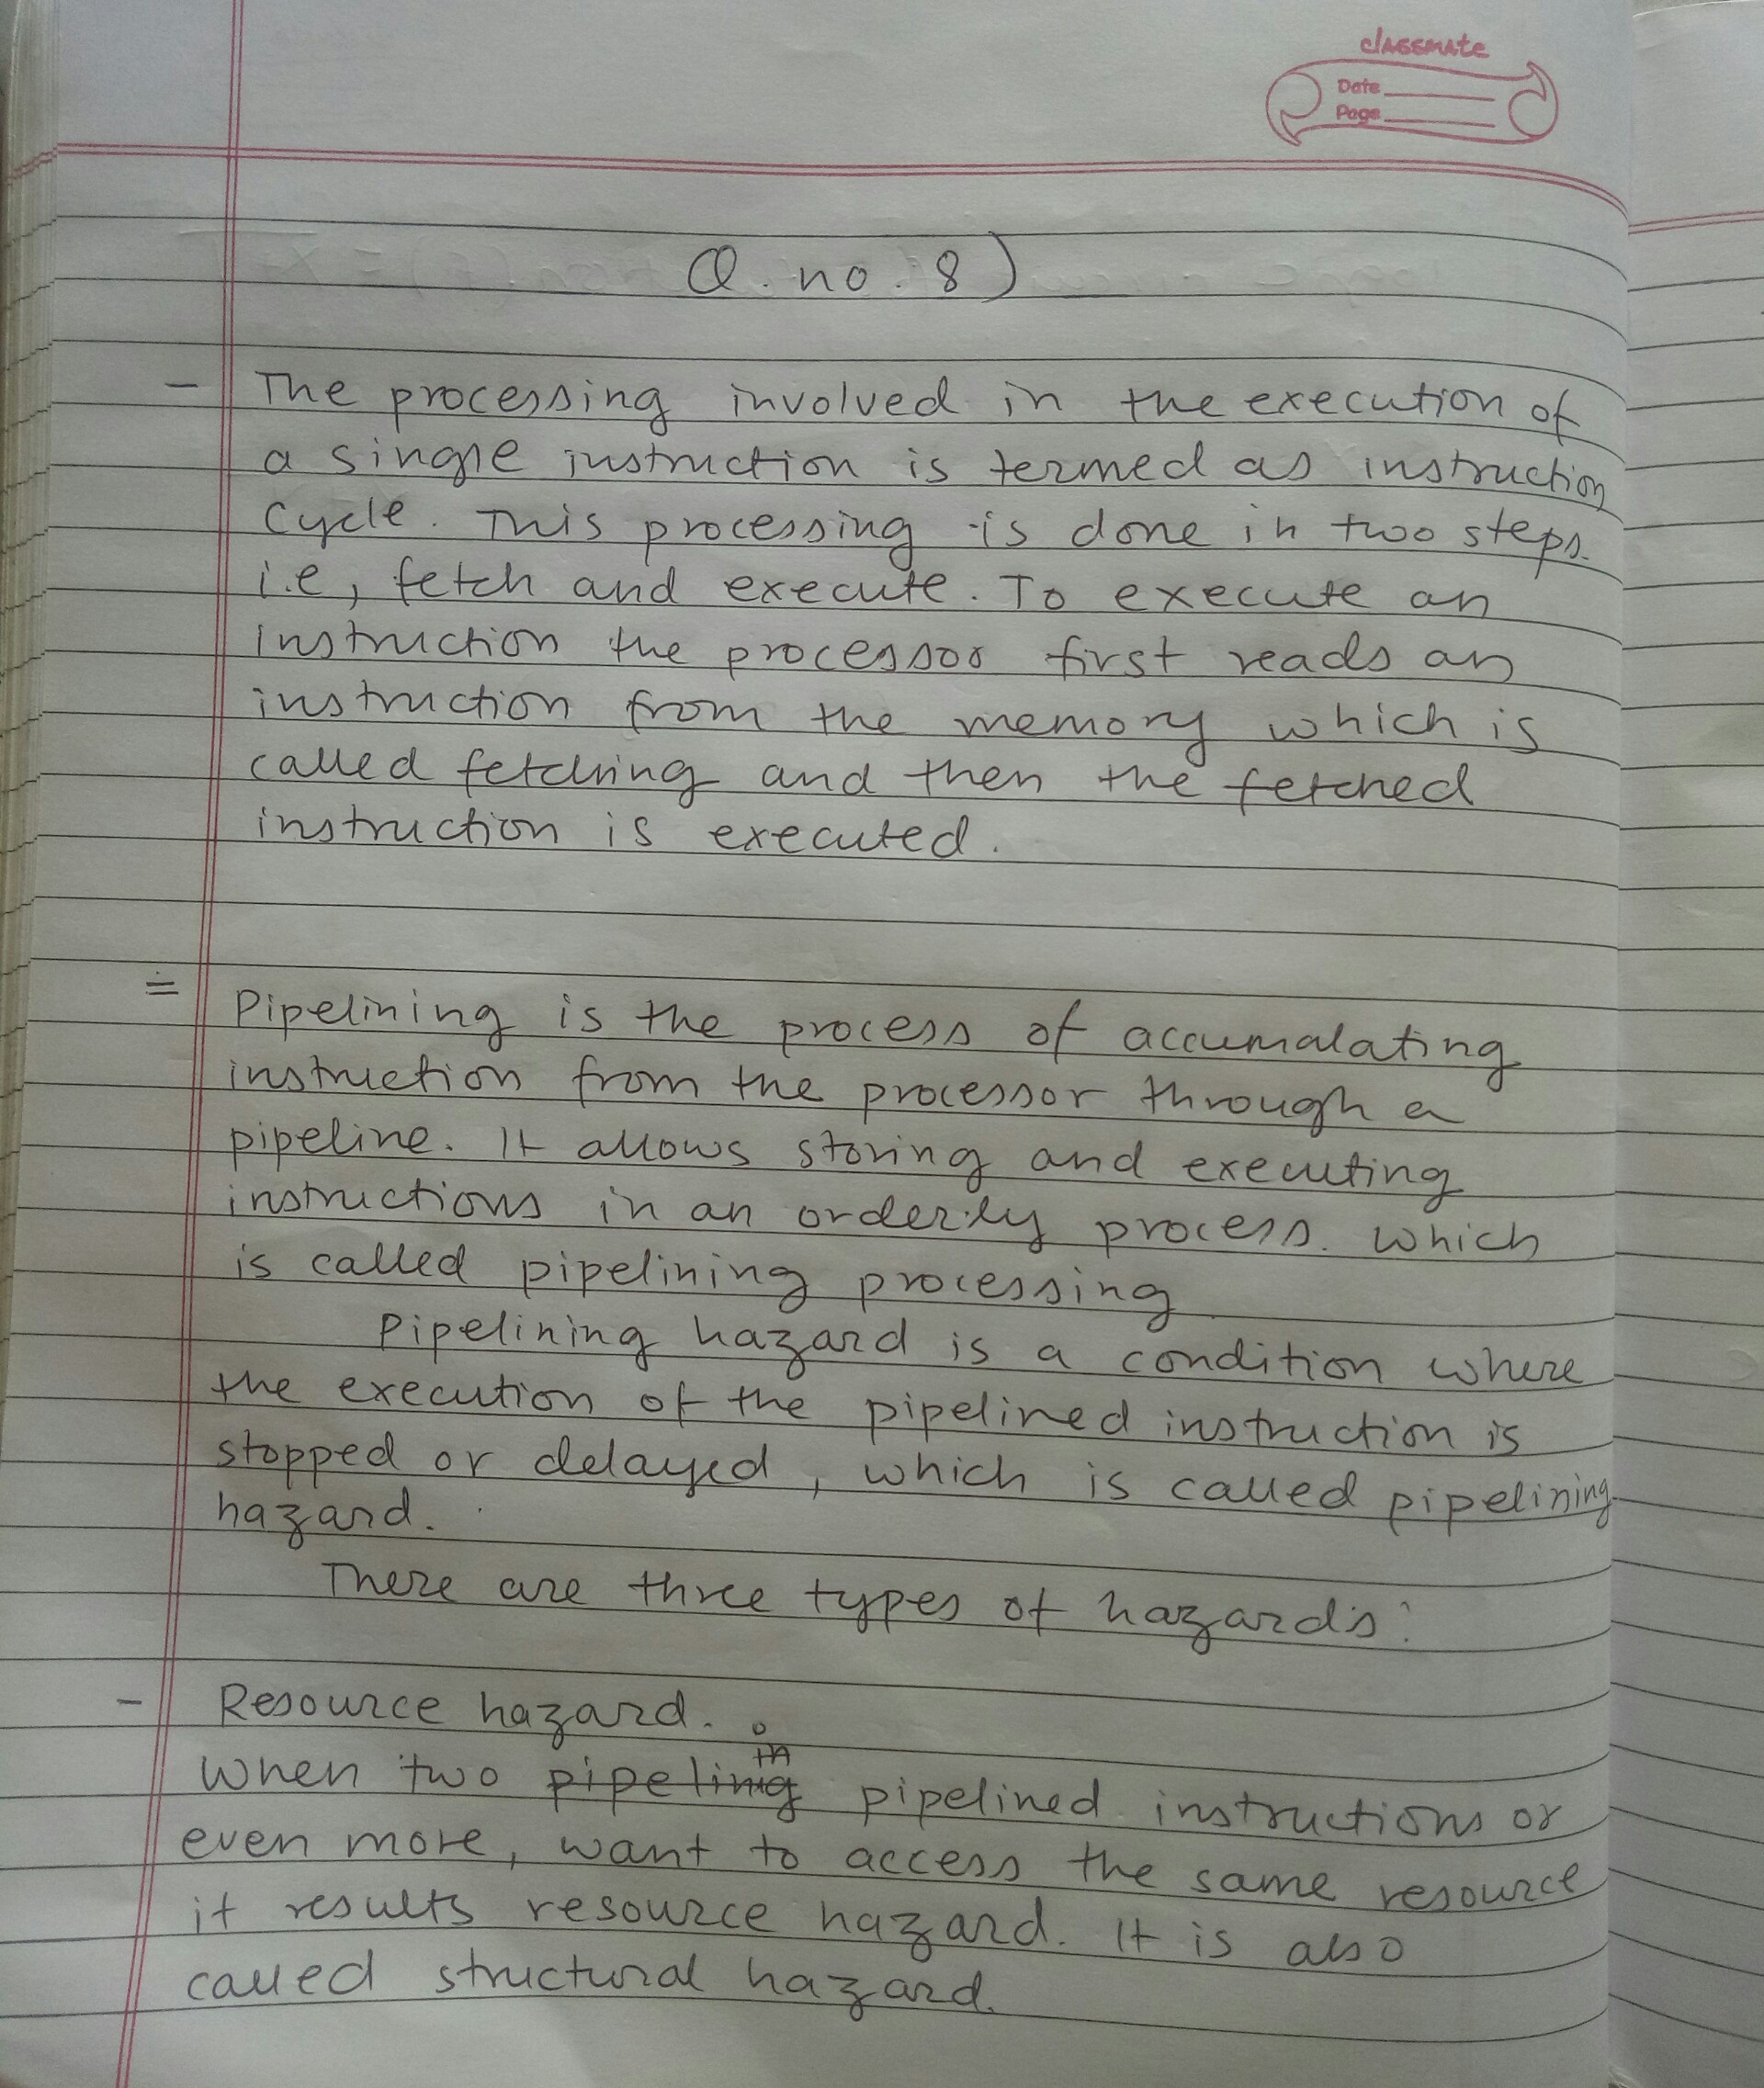 classmate
Date
Page
Q. no. 8)
- The processing involved in the execution of
a single instruction is termed as instruction
cycle. This processing is done in two steps.
i.e, fetch and execute. To execute an
instruction the processor first reads an
instruction from the memory which is
called fetching and then the fetched
instruction is executed.
= Pipelining is the process of accumalating
instruction from the processor through a
pipeline. It allows storing and executing
instructions in an orderly process. which
is called pipelining processing
Pipelining hazard is a condition where
the execution of the pipelined instruction is
stopped or delayed, which is called pipelining
hazard.
There are three types of hazards:
- Resource hazard.
When two pipelinig pipelined instructions or
even more, want to access the same resource
it results resource hazard. It is also
called structural hazard.